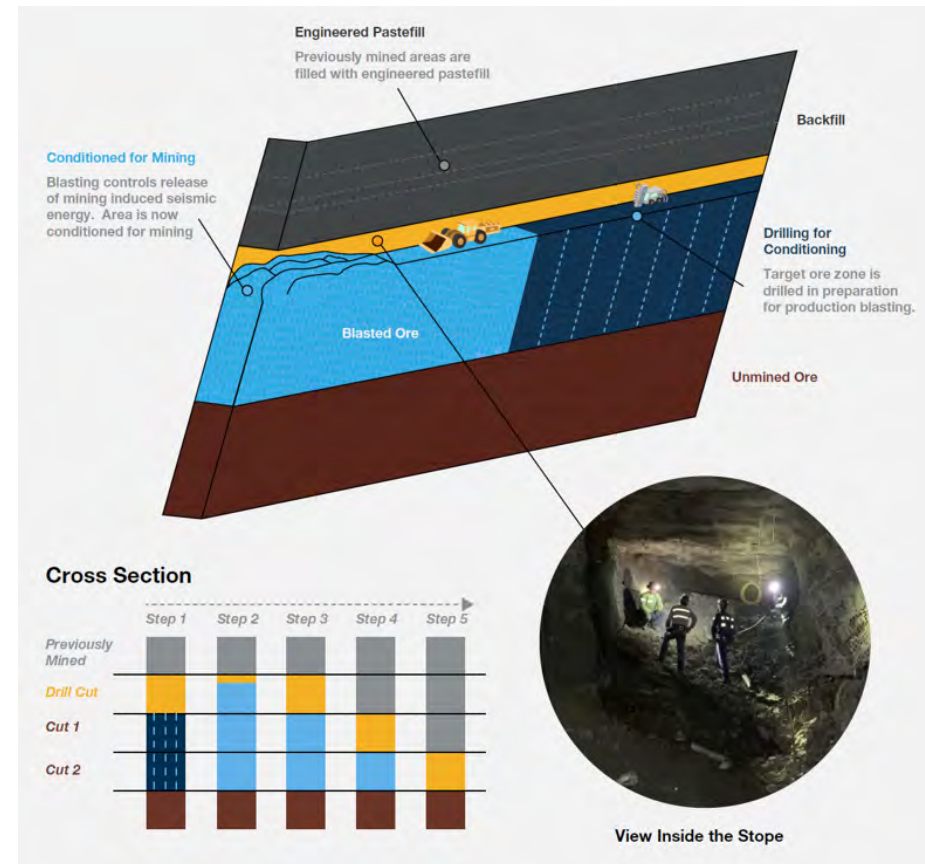 Engineered Pastefill
Previously mined areas are
filled with engineered pastefill
Backfill
Conditioned for Mining
Blasting controls release
of mining induced seismic
energy. Area is now
conditioned for mining
Drilling for
Conditioning
Target ore zone is
drilled in preparation
for production blasting.
Blasted Ore
Unmined Ore
Cross Section
Step 1 Step 2 Step 3 Step 4 Step 5
Previously
Mined
Drill Cut
Cut 1
Cut 2
View Inside the Stope